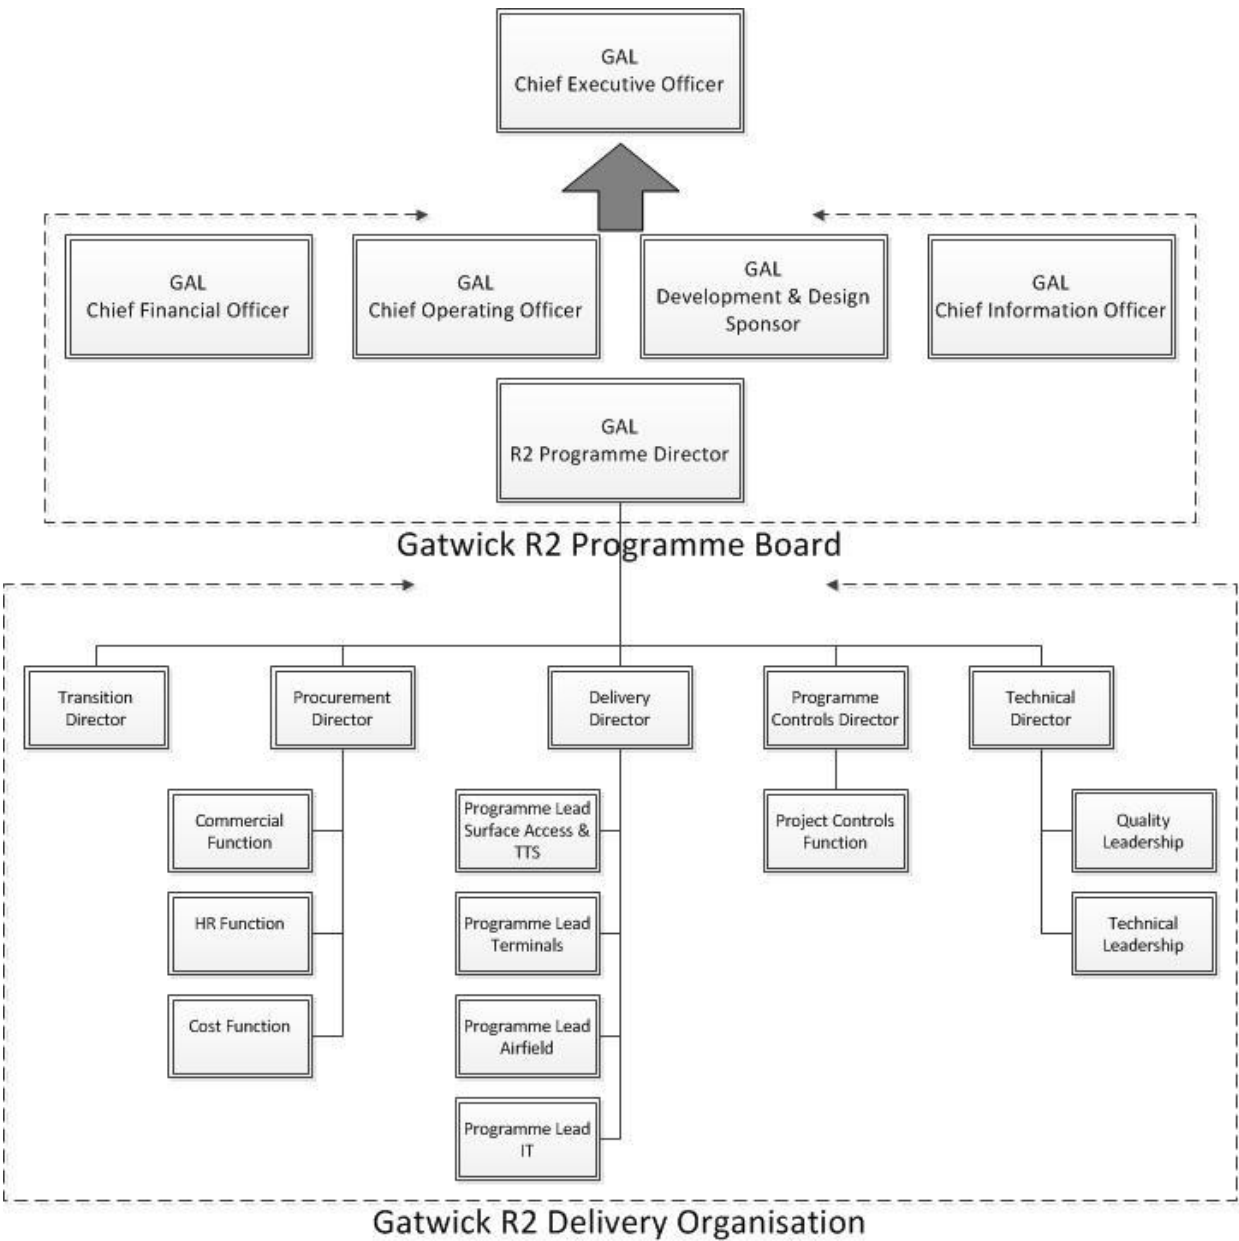 GAL
Chief Executive Officer
GAL
Chief Financial Officer
GAL
Chief Operating Officer
GAL
Development & Design
Sponsor
GAL
Chief Information Officer
GAL
R2 Programme Director
Gatwick R2 Programme Board
Transition
Director
Procurement
Director
Delivery
Director
Programme
Controls Director
Technical
Director
Commercial
Function
HR Function
Cost Function
Programme Lead
Surface Access &
TTS
Programme Lead
Terminals
Programme Lead
Airfield
Programme Lead
IT
Project Controls
Function
Quality
Leadership
Technical
Leadership
Gatwick R2 Delivery Organisation